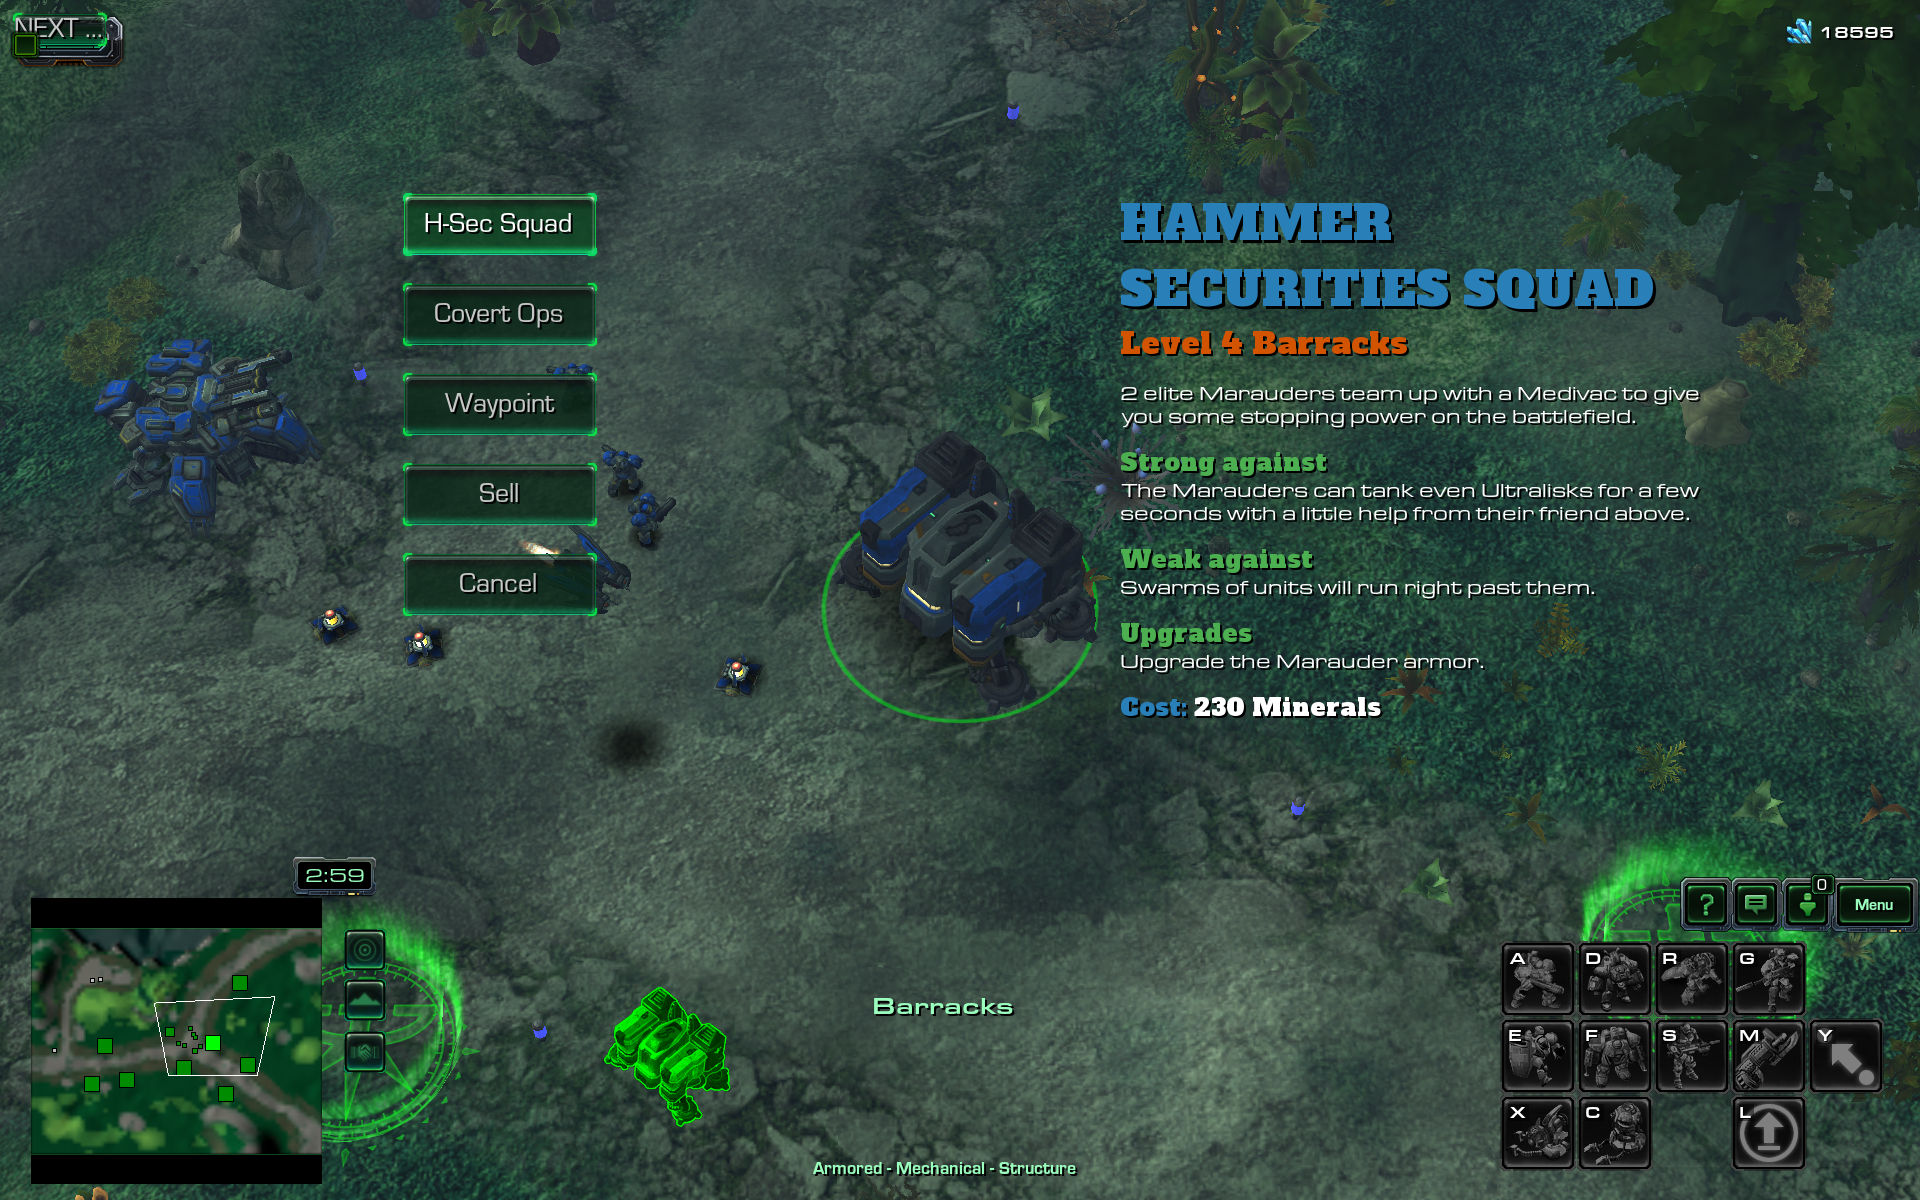 NEXT ...
18595
H-Sec Squad
Covert Ops
Waypoint
Sell
Cancel
HAMMER
SECURITIES SQUAD
Level 4 Barracks
2 elite Marauders team up with a Medivac to give
you some stopping power on the battlefield.
Strong against
The Marauders can tank even Ultralisks for a few
seconds with a little help from their friend above.
Weak against
Swarms of units will run right past them.
Upgrades
Upgrade the Marauder armor.
Cost: 230 Minerals
2:59
0
?
Menu
Barracks
Armored - Mechanical - Structure
A D R G
E F S M Y
X C L